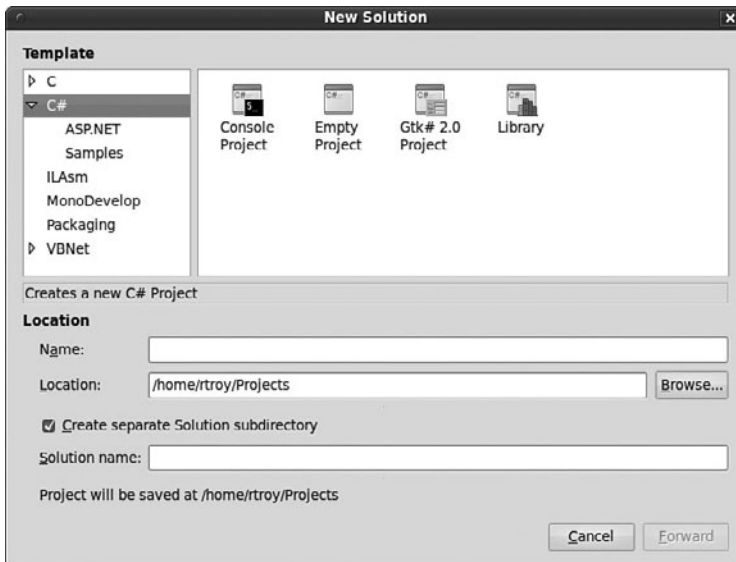 New Solution
Template
C
C#
ASP.NET
Samples
ILAsm
MonoDevelop
Packaging
VBNet
Console Project
Empty Project
Gtk# 2.0 Project
Library
Creates a new C# Project
Location
Name:
Location: /home/rtroy/Projects Browse...
Create separate Solution subdirectory
Solution name:
Project will be saved at /home/rtroy/Projects
Cancel Forward